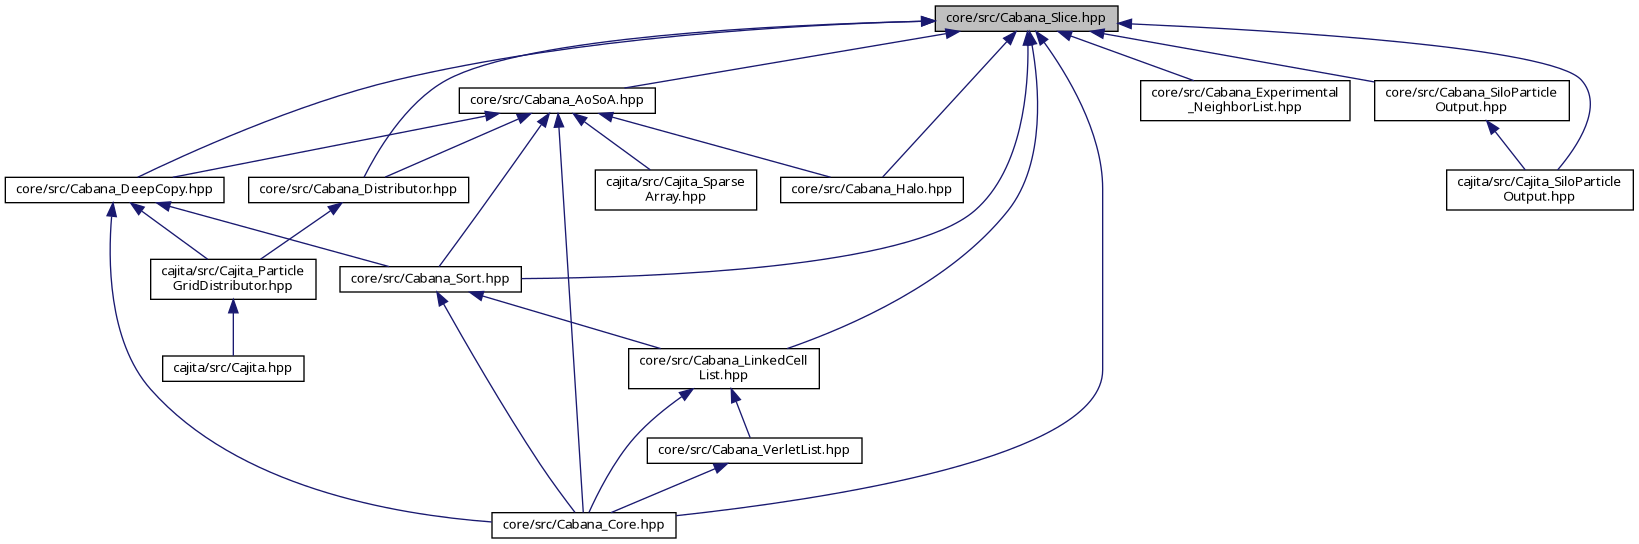 core/src/Cabana_Slice.hpp
core/src/Cabana_AoSoA.hpp
core/src/Cabana_Experimental
_NeighborList.hpp
core/src/Cabana_SiloParticle
Output.hpp
core/src/Cabana_DeepCopy.hpp
core/src/Cabana_Distributor.hpp
cajita/src/Cajita_Sparse
Array.hpp
core/src/Cabana_Halo.hpp
cajita/src/Cajita_SiloParticle
Output.hpp
cajita/src/Cajita_Particle
GridDistributor.hpp
core/src/Cabana_Sort.hpp
cajita/src/Cajita.hpp
core/src/Cabana_LinkedCell
List.hpp
core/src/Cabana_VerletList.hpp
core/src/Cabana_Core.hpp